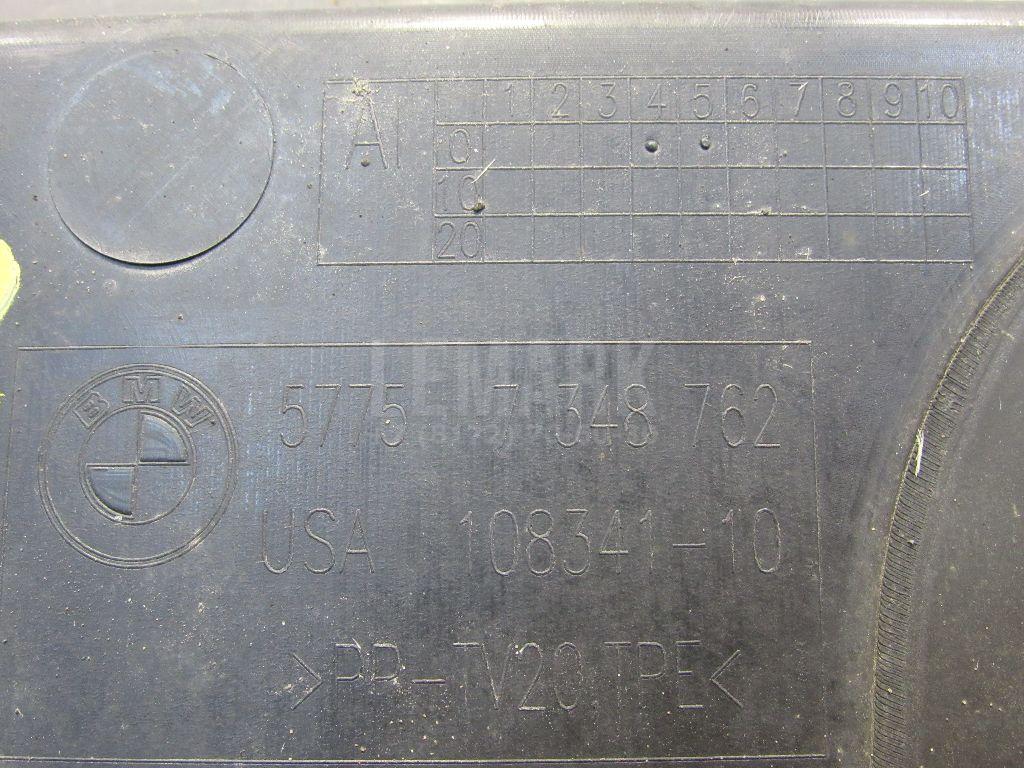 AI 1 2 3 4 5 6 7 8 9 10
0
10
20
LEMARK
BMW 5775 7 348 762
USA 108341-10
>PP-TV20.TPE<